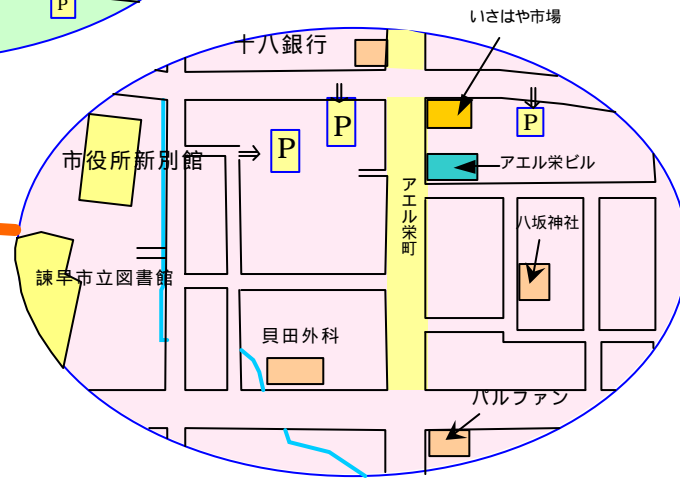 P
いさはや市場
十八銀行
P
P
P
市役所新別館
アエル栄ビル
アエル栄町
八坂神社
諫早市立図書館
貝田外科
パルファン